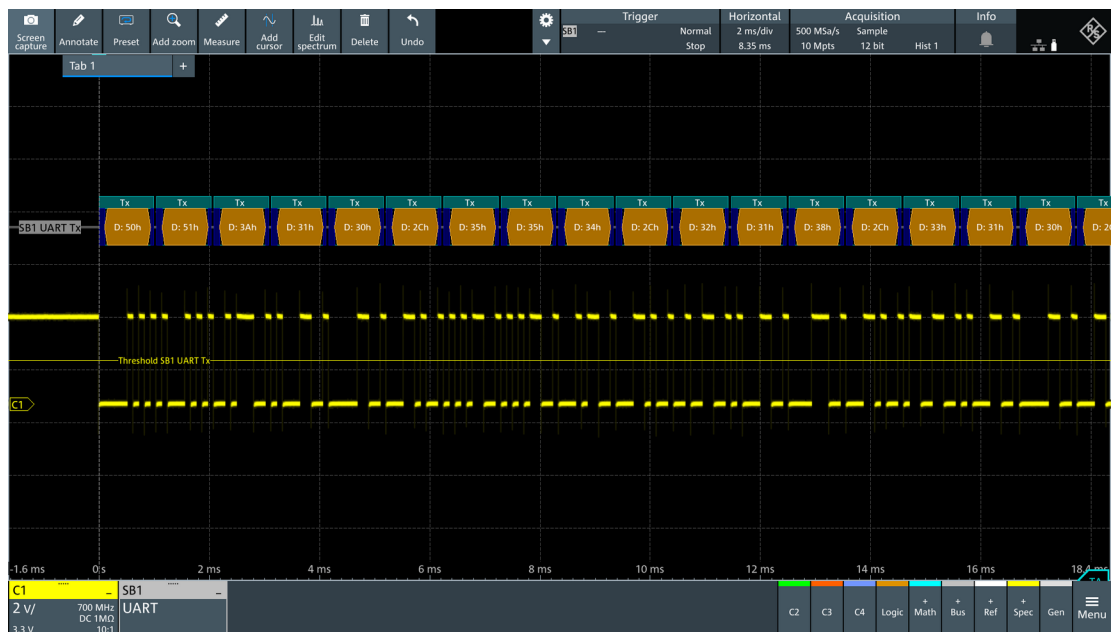 Screen capture
Annotate
Preset
Add zoom
Measure
Add cursor
Edit spectrum
Delete
Undo
Trigger
SB1
—
Normal
Stop
Horizontal
2 ms/div
8.35 ms
Acquisition
500 MSa/s Sample
10 Mpts 12 bit Hist 1
Info
Tab 1 +
Tx Tx Tx Tx Tx Tx Tx Tx Tx Tx Tx Tx Tx Tx Tx Tx Tx Tx
SB1 UART Tx D: 50h D: 51h D: 3Ah D: 31h D: 30h D: 2Ch D: 35h D: 35h D: 34h D: 2Ch D: 32h D: 31h D: 38h D: 2Ch D: 33h D: 31h D: 30h
Threshold SB1 UART Tx
C1
-1.6 ms 0 s 2 ms 4 ms 6 ms 8 ms 10 ms 12 ms 14 ms 16 ms 18.4 ms
TA
C1
2 V/ 700 MHz
DC 1MΩ
3.3 V 10:1
SB1
UART
C2
C3
C4
Logic
+ Math
+ Bus
+ Ref
+ Spec
Gen
Menu